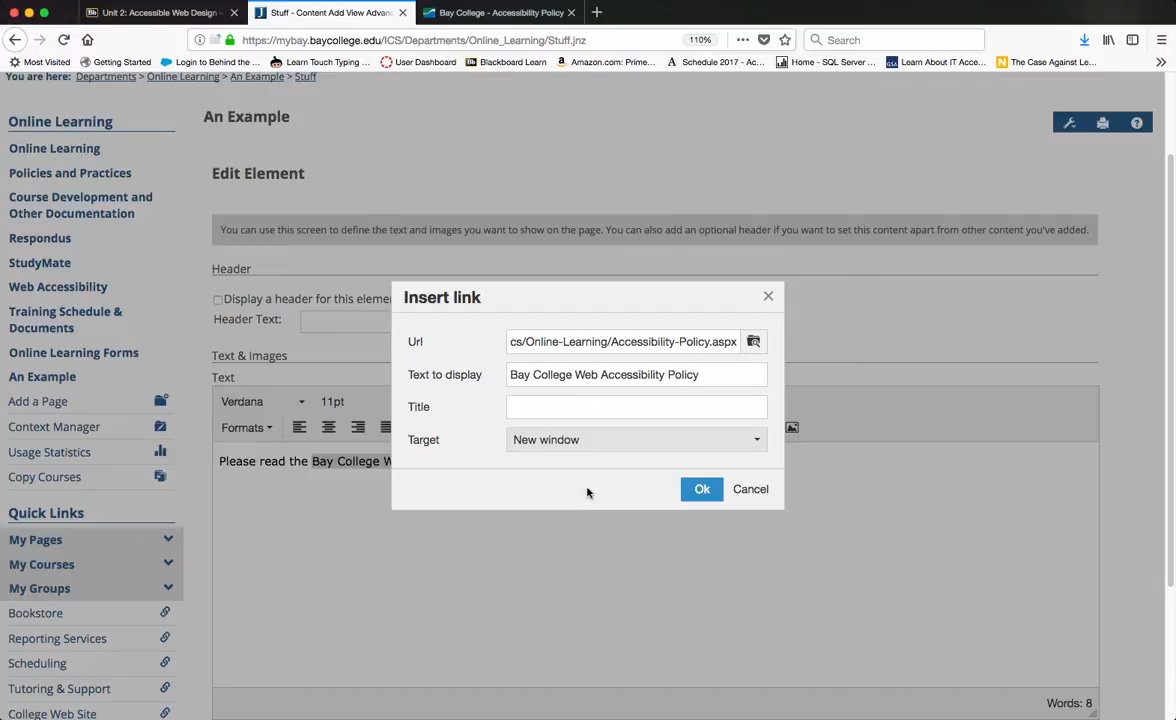 Unit 2: Accessible Web Design -
Stuff - Content Add View Advan
Bay College - Accessibility Policy
https://mybay.baycollege.edu/ICS/Departments/Online_Learning/Stuff.jnz
110%
Search
Most Visited
Getting Started
Login to Behind the ...
Learn Touch Typing ...
User Dashboard
Bb Blackboard Learn
Amazon.com: Prime...
Schedule 2017 - Ac...
Home - SQL Server ...
Learn About IT Acce...
The Case Against Le...
You are here: Departments > Online Learning > An Example > Stuff
Online Learning
Online Learning
Policies and Practices
Course Development and
Other Documentation
Respondus
StudyMate
Web Accessibility
Training Schedule &
Documents
Online Learning Forms
An Example
Add a Page
Context Manager
Usage Statistics
Copy Courses
Quick Links
My Pages
My Courses
My Groups
Bookstore
Reporting Services
Scheduling
Tutoring & Support
College Web Site
An Example
Edit Element
You can use this screen to define the text and images you want to show on the page. You can also add an optional header if you want to set this content apart from other content you've added.
Header
Display a header for this eleme
Header Text:
Text & Images
Text
Verdana
11pt
Formats
Please read the Bay College W
Words: 8
Insert link
Url
cs/Online-Learning/Accessibility-Policy.aspx
Text to display
Bay College Web Accessibility Policy
Title
Target
New window
Ok
Cancel